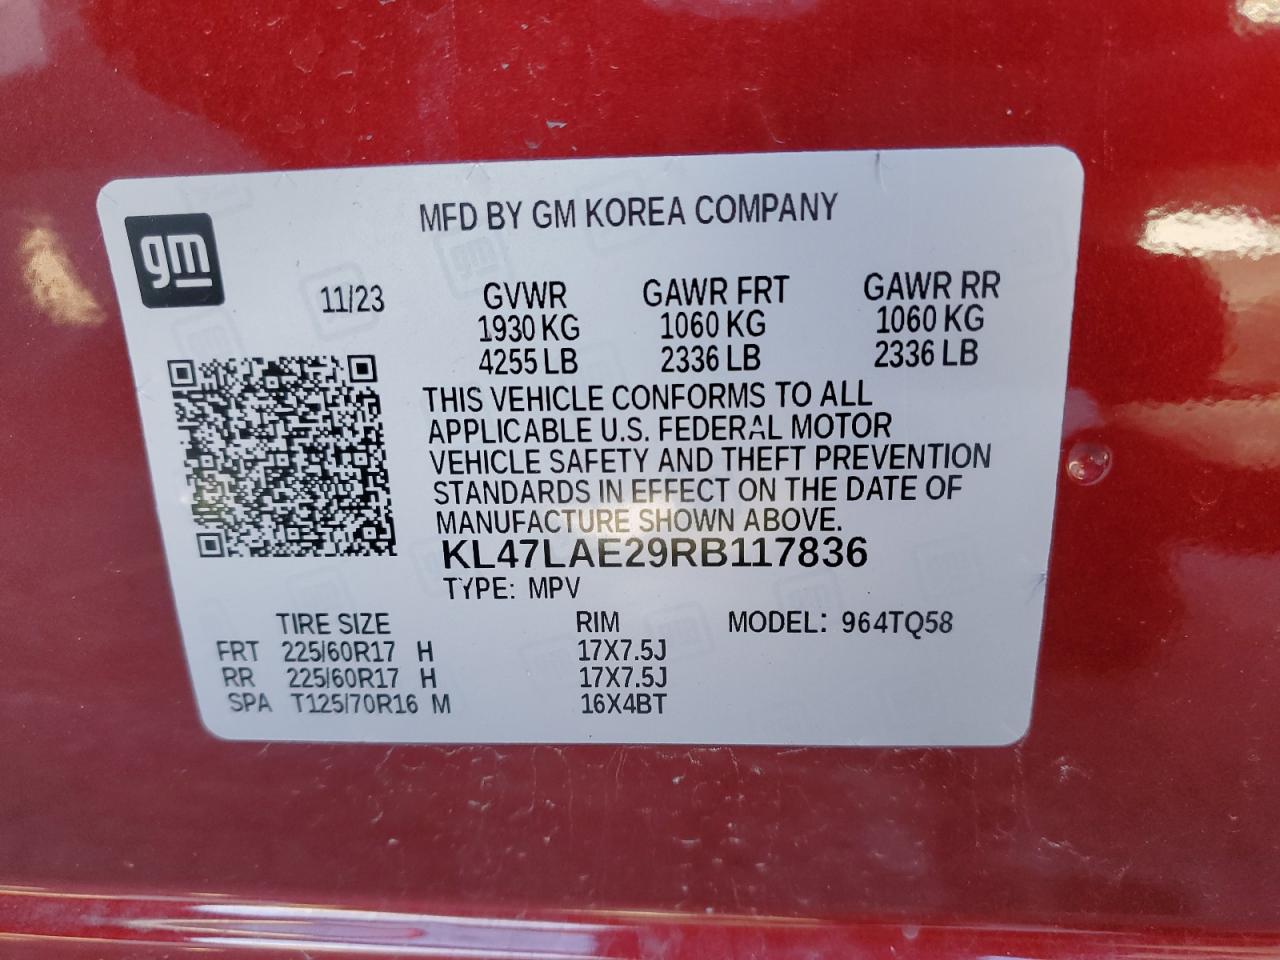 MFD BY GM KOREA COMPANY
gm
11/23 GVWR GAWR FRT GAWR RR
1930 KG 1060 KG 1060 KG
4255 LB 2336 LB 2336 LB
THIS VEHICLE CONFORMS TO ALL
APPLICABLE U.S. FEDERAL MOTOR
VEHICLE SAFETY AND THEFT PREVENTION
STANDARDS IN EFFECT ON THE DATE OF
MANUFACTURE SHOWN ABOVE.
KL47LAE29RB117836
TYPE: MPV
TIRE SIZE RIM MODEL: 964TQ58
FRT 225/60R17 H 17X7.5J
RR 225/60R17 H 17X7.5J
SPA T125/70R16 M 16X4BT